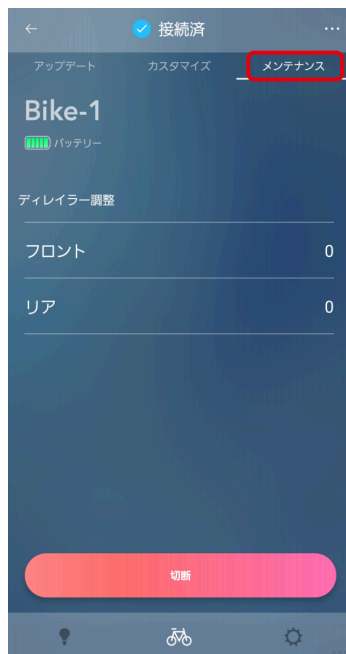 接続済
アップデート カスタマイズ メンテナンス
Bike-1
バッテリー
ディレイラー調整
フロント 0
リア 0
切断